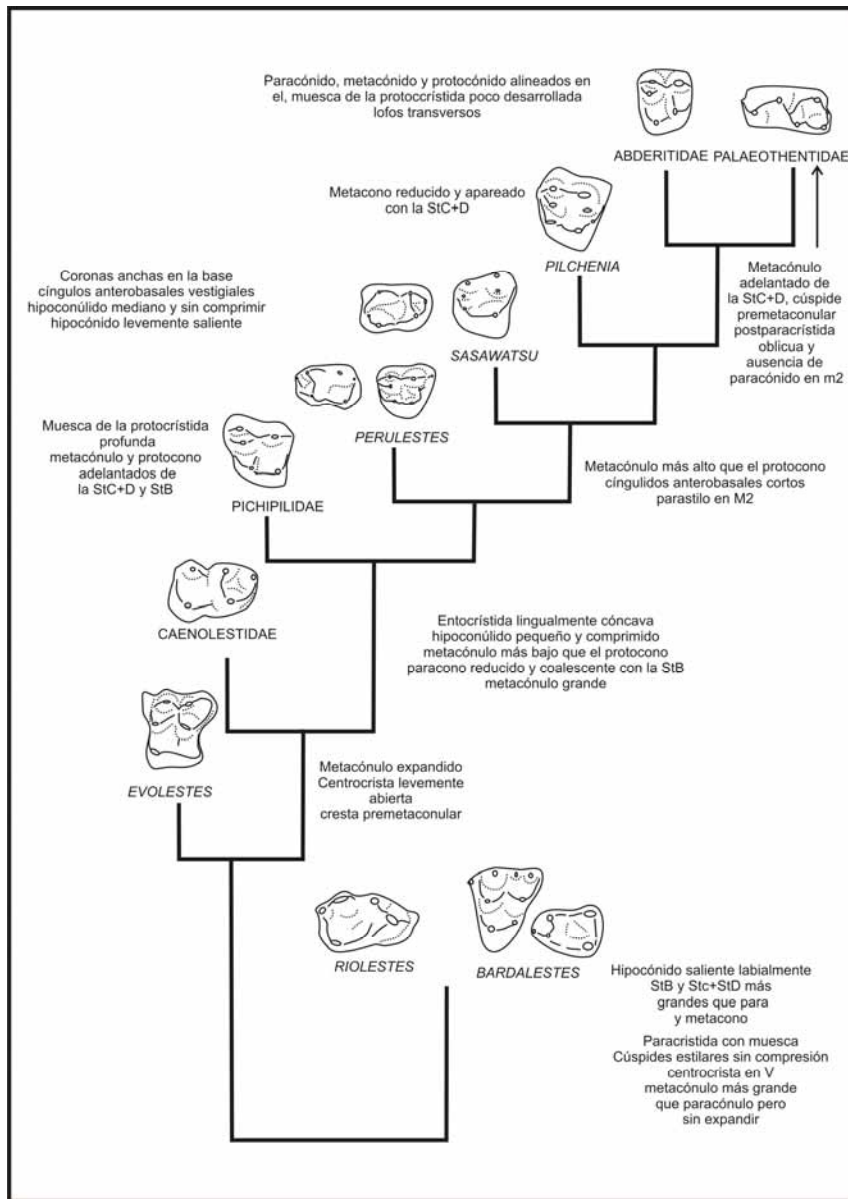 Paracónido, metacónido y protocónido alineados en
el, muesca de la protoccrístida poco desarrollada
lofos transversos
ABDERITIDAE
PALAEOTHENTIDAE
Metacono reducido y apareado
con la StC+D
PILCHENIA
Metacónulo
adelantado de
la StC+D, cúspide
premetaconular
postparacrístida
oblicua y
ausencia de
paracónido en m2
Coronas anchas en la base
cíngulos anterobasales vestigiales
hipoconúlido mediano y sin comprimir
hipocónido levemente saliente
SASAWATSU
PERULESTES
Muesca de la protocrístida
profunda
metacónulo y protocono
adelantados de
la StC+D y StB
PICHIPILIDAE
Metacónulo más alto que el protocono
cíngulidos anterobasales cortos
parastilo en M2
CAENOLESTIDAE
Entocrístida lingualmente cóncava
hipoconúlido pequeño y comprimido
metacónulo más bajo que el protocono
paracono reducido y coalescente con la StB
metacónulo grande
EVOLESTES
Metacónulo expandido
Centrocrista levemente
abierta
cresta premetaconular
RIOLESTES
BARDALESTES
Hipocónido saliente labialmente
StB y Stc+StD más
grandes que para
y metacono
Paracristida con muesca
Cúspides estilares sin compresión
centrocrista en V
metacónulo más grande
que paracónulo pero
sin expandir